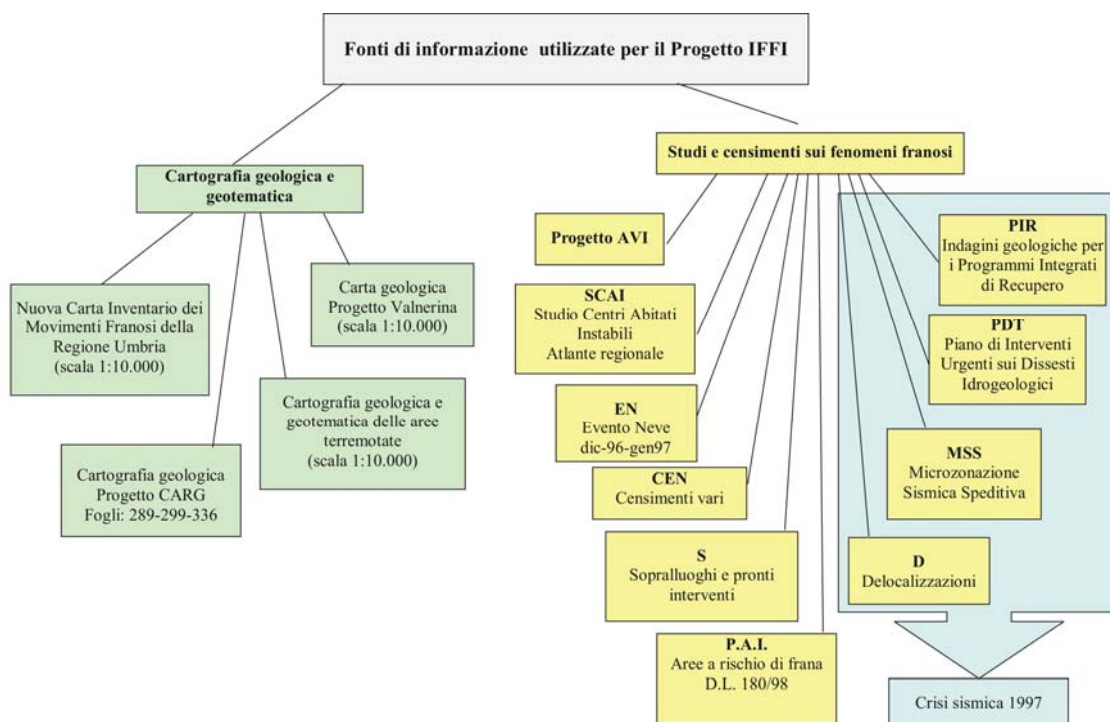 Fonti di informazione utilizzate per il Progetto IFFI
Cartografia geologica e
geotematica
Nuova Carta Inventario dei
Movimenti Franosi della
Regione Umbria
(scala 1:10.000)
Carta geologica
Progetto Valnerina
(scala 1:10.000)
Cartografia geologica e
geotematica delle aree
terremotate
(scala 1:10.000)
Cartografia geologica
Progetto CARG
Fogli: 289-299-336
Studi e censimenti sui fenomeni franosi
Progetto AVI
SCAI
Studio Centri Abitati
Instabili
Atlante regionale
EN
Evento Neve
dic-96-gen97
CEN
Censimenti vari
S
Sopralluoghi e pronti
interventi
P.A.I.
Aree a rischio di frana
D.L. 180/98
PIR
Indagini geologiche per
i Programmi Integrati
di Recupero
PDT
Piano di Interventi
Urgenti sui Dissesti
Idrogeologici
MSS
Microzonazione
Sismica Speditiva
D
Delocalizzazioni
Crisi sismica 1997